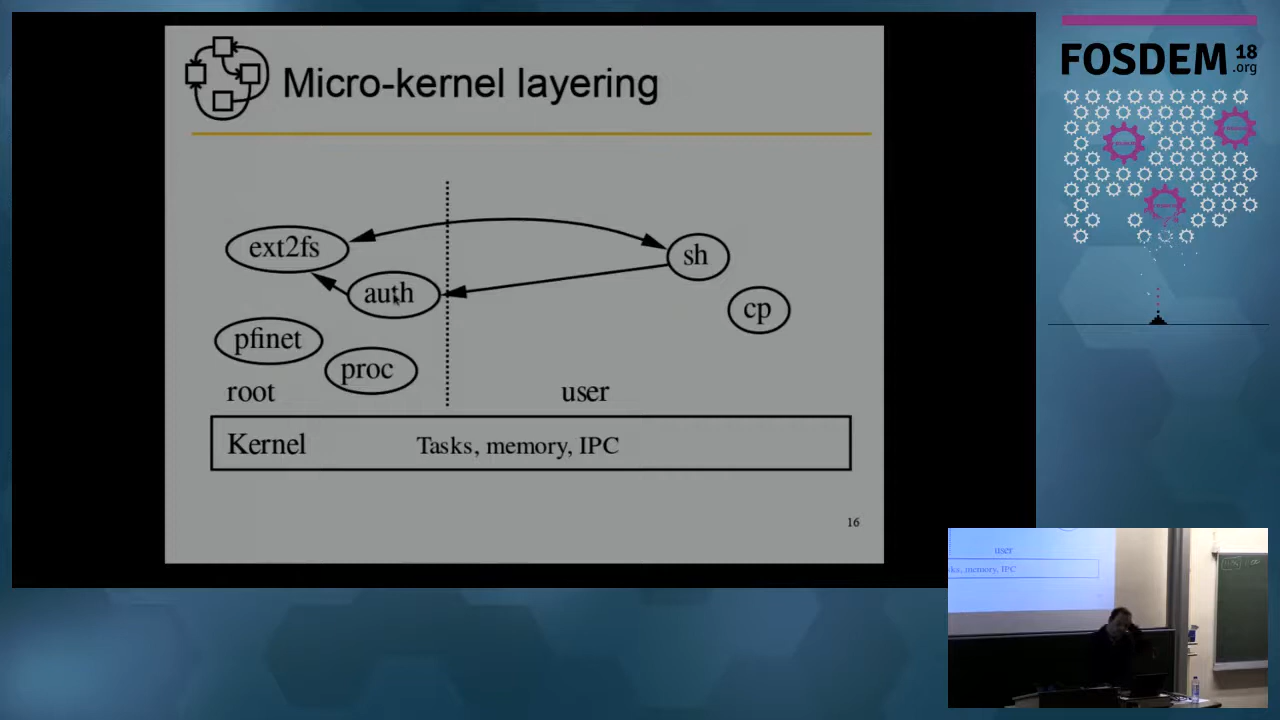 Micro-kernel layering
ext2fs
sh
auth
cp
pfinet
proc
root
user
Kernel
Tasks, memory, IPC
16
FOSDEM 18
.org
user
ks, memory, IPC